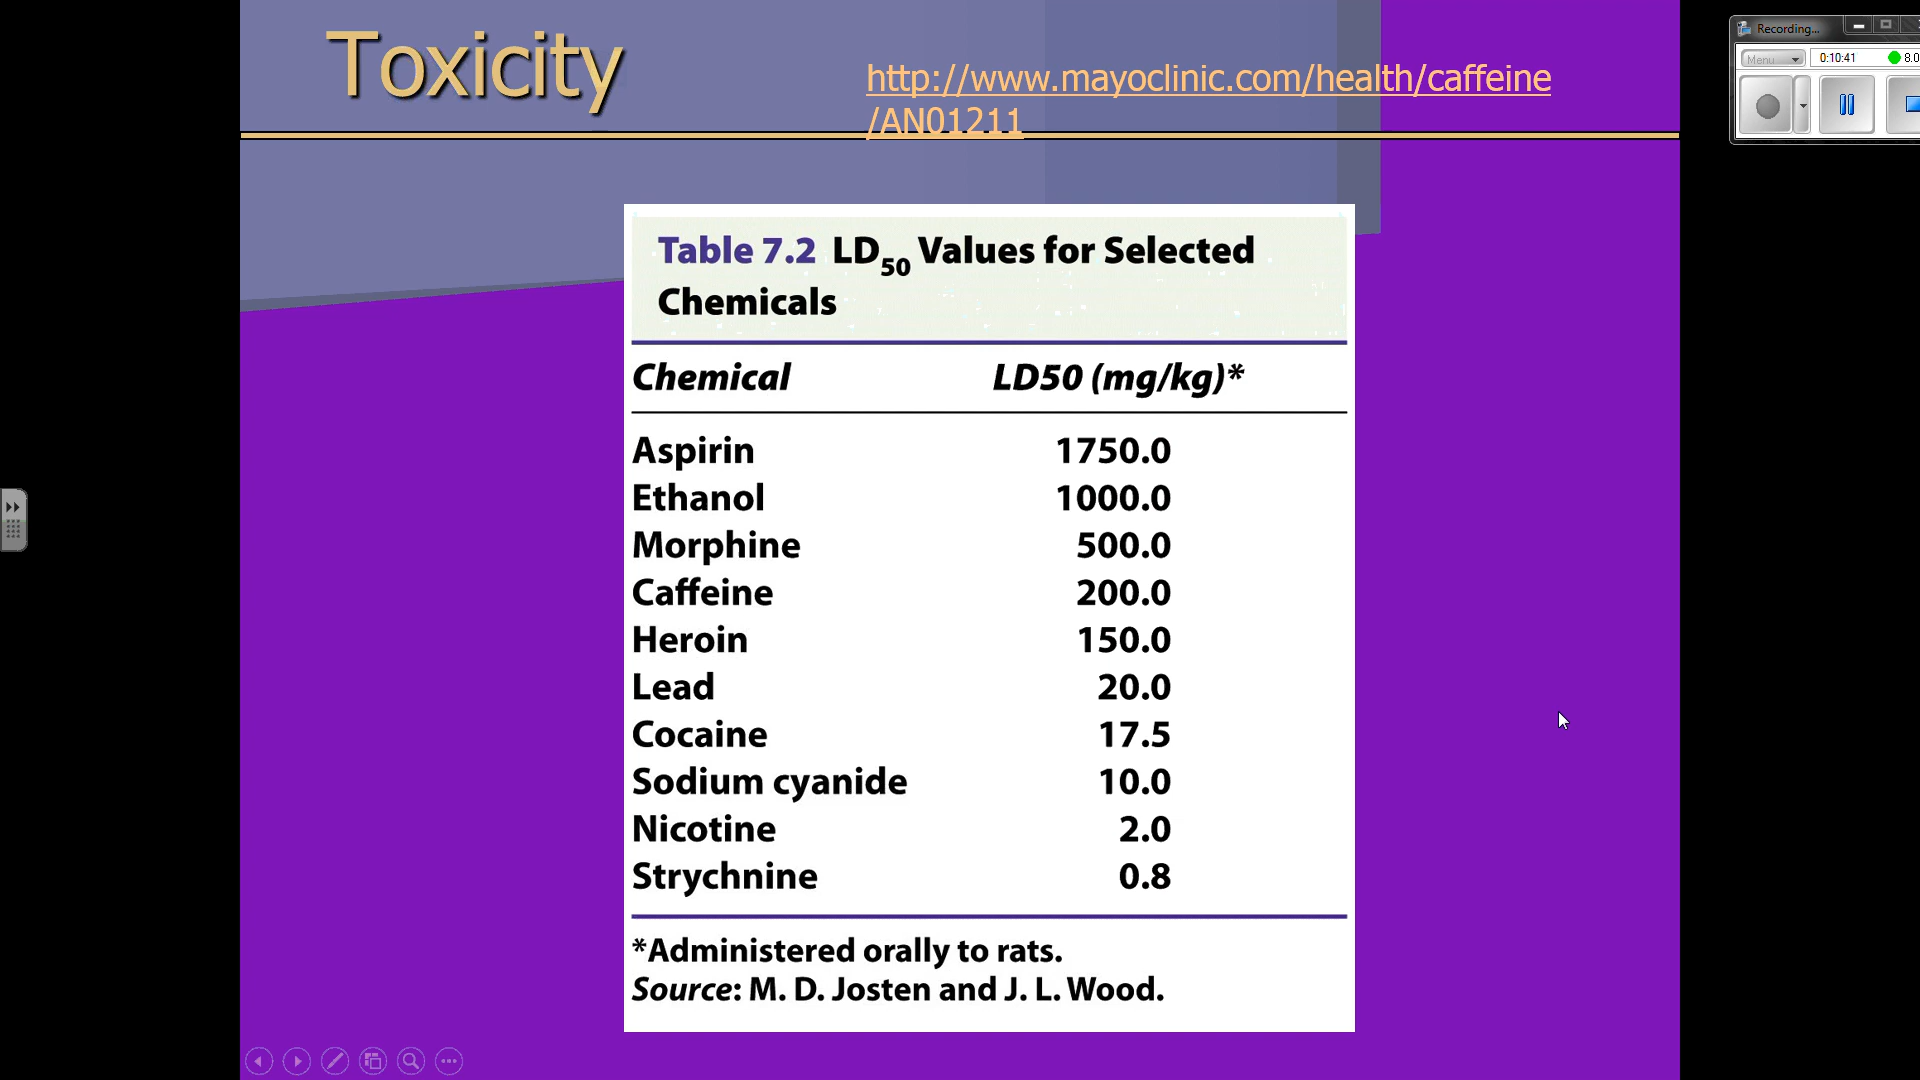 Toxicity
http://www.mayoclinic.com/health/caffeine
/AN01211
Recording...
Menu
0:10:41
8.0
Table 7.2 LD50 Values for Selected
Chemicals
Chemical LD50 (mg/kg)*
Aspirin 1750.0
Ethanol 1000.0
Morphine 500.0
Caffeine 200.0
Heroin 150.0
Lead 20.0
Cocaine 17.5
Sodium cyanide 10.0
Nicotine 2.0
Strychnine 0.8
*Administered orally to rats.
Source: M. D. Josten and J. L. Wood.